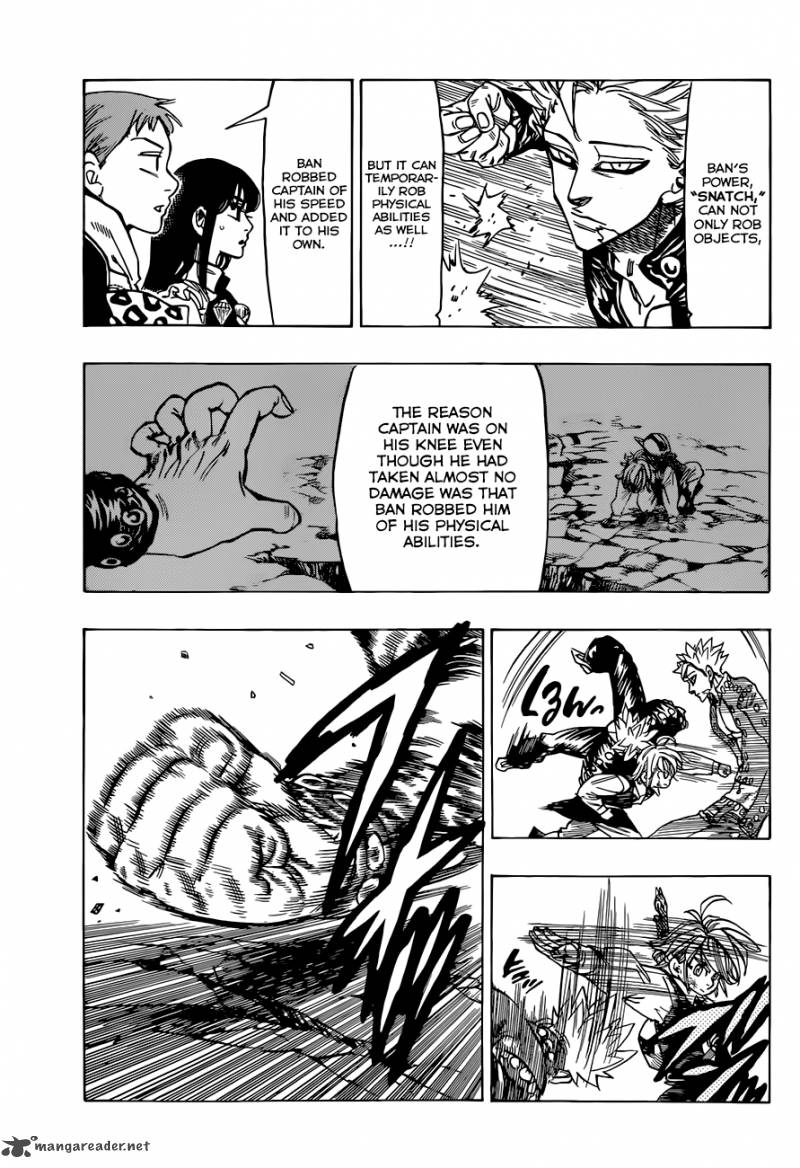 BAN'S
POWER,
"SNATCH,"
CAN NOT
ONLY ROB
OBJECTS,
BUT IT CAN
TEMPORAR-
ILY ROB
PHYSICAL
ABILITIES
AS WELL
...!!
BAN
ROBBED
CAPTAIN OF
HIS SPEED
AND ADDED
IT TO HIS
OWN.
THE REASON
CAPTAIN WAS ON
HIS KNEE EVEN
THOUGH HE HAD
TAKEN ALMOST NO
DAMAGE WAS THAT
BAN ROBBED HIM
OF HIS PHYSICAL
ABILITIES.
mangareader.net